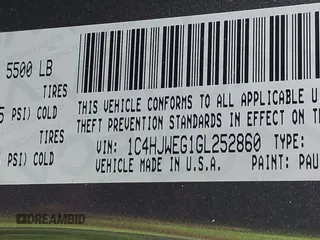 5500 LB
TIRES
PSI) COLD
TIRES
PSI) COLD
THIS VEHICLE CONFORMS TO ALL APPLICABLE U
THEFT PREVENTION STANDARDS IN EFFECT ON T
VIN: 1C4HJWEG1GL252860 TYPE:
VEHICLE MADE IN U.S.A. PAINT: PAU
DREAMBID